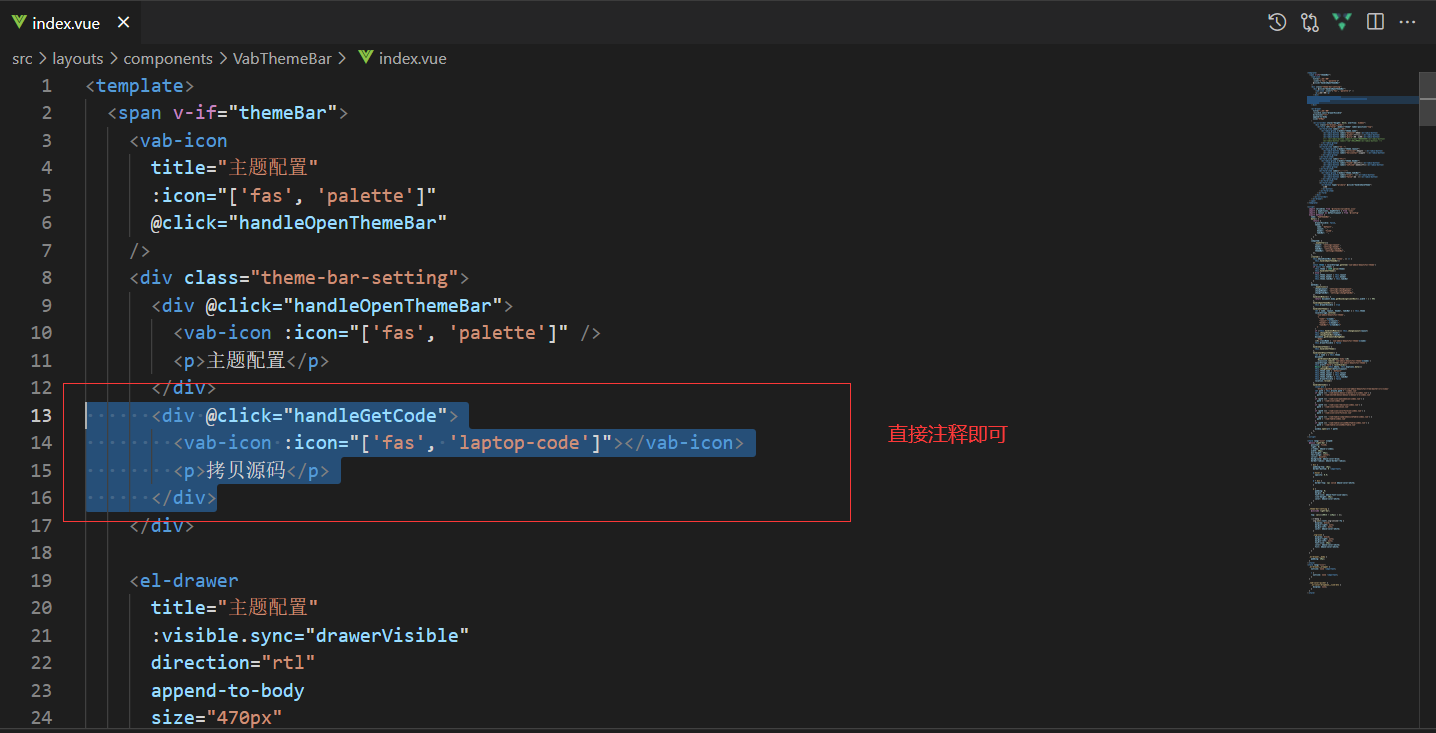 index.vue
src layouts components VabThemeBar index.vue
1 <template>
2 <span v-if="themeBar">
3 <vab-icon
4 title="主题配置"
5 :icon="['fas', 'palette']"
6 @click="handleOpenThemeBar"
7 />
8 <div class="theme-bar-setting">
9 <div @click="handleOpenThemeBar">
10 <vab-icon :icon="['fas', 'palette']" />
11 <p>主题配置</p>
12 </div>
13 <div @click="handleGetCode">
14 <vab-icon :icon="['fas', 'laptop-code']"></vab-icon>
直接注释即可
15 <p>拷贝源码</p>
16 </div>
17 </div>
18
19 <el-drawer
20 title="主题配置"
21 :visible.sync="drawerVisible"
22 direction="rtl"
23 append-to-body
24 size="470px"